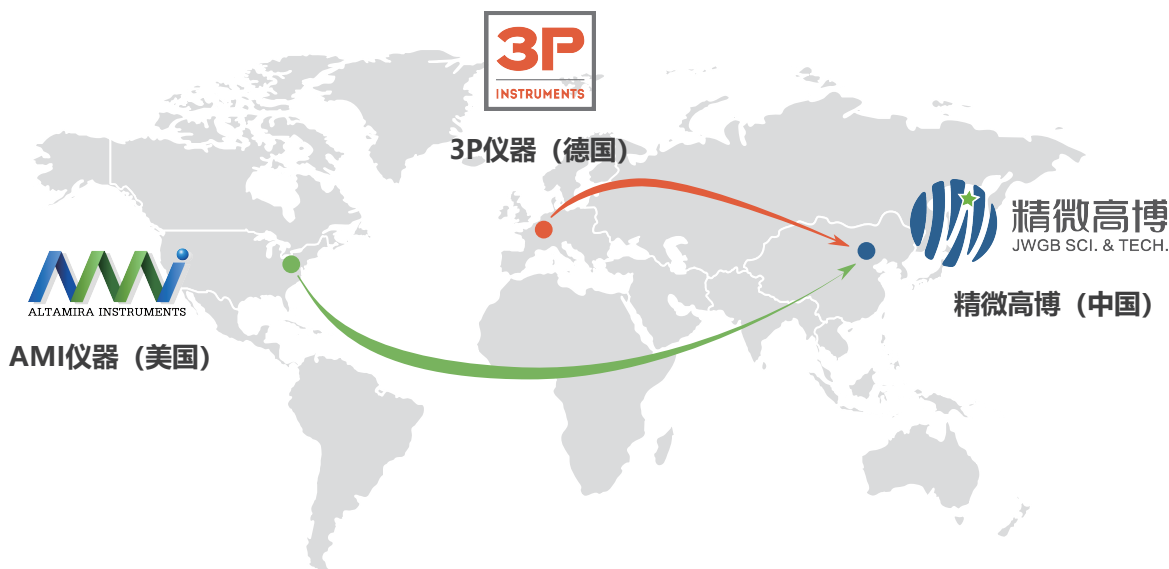 3P
INSTRUMENTS
3P仪器（德国）
精微高博
JWGB SCI. & TECH.
精微高博（中国）
AMi
ALTAMIRA INSTRUMENTS
AMI仪器（美国）